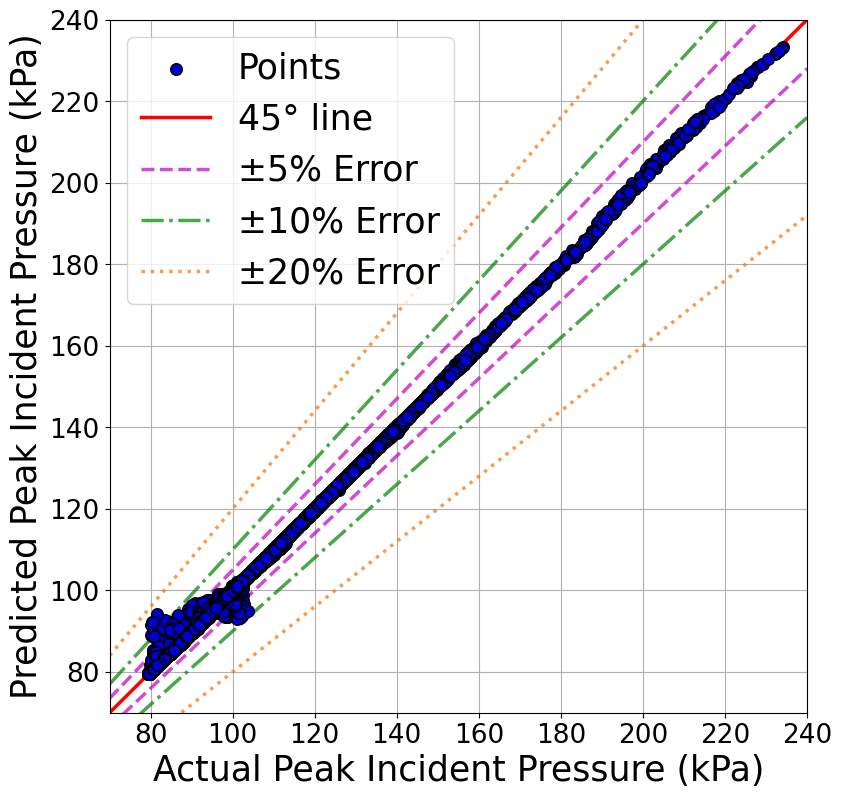 Points
45° line
±5% Error
±10% Error
±20% Error
Predicted Peak Incident Pressure (kPa)
240
220
200
180
160
140
120
100
80
80 100 120 140 160 180 200 220 240
Actual Peak Incident Pressure (kPa)